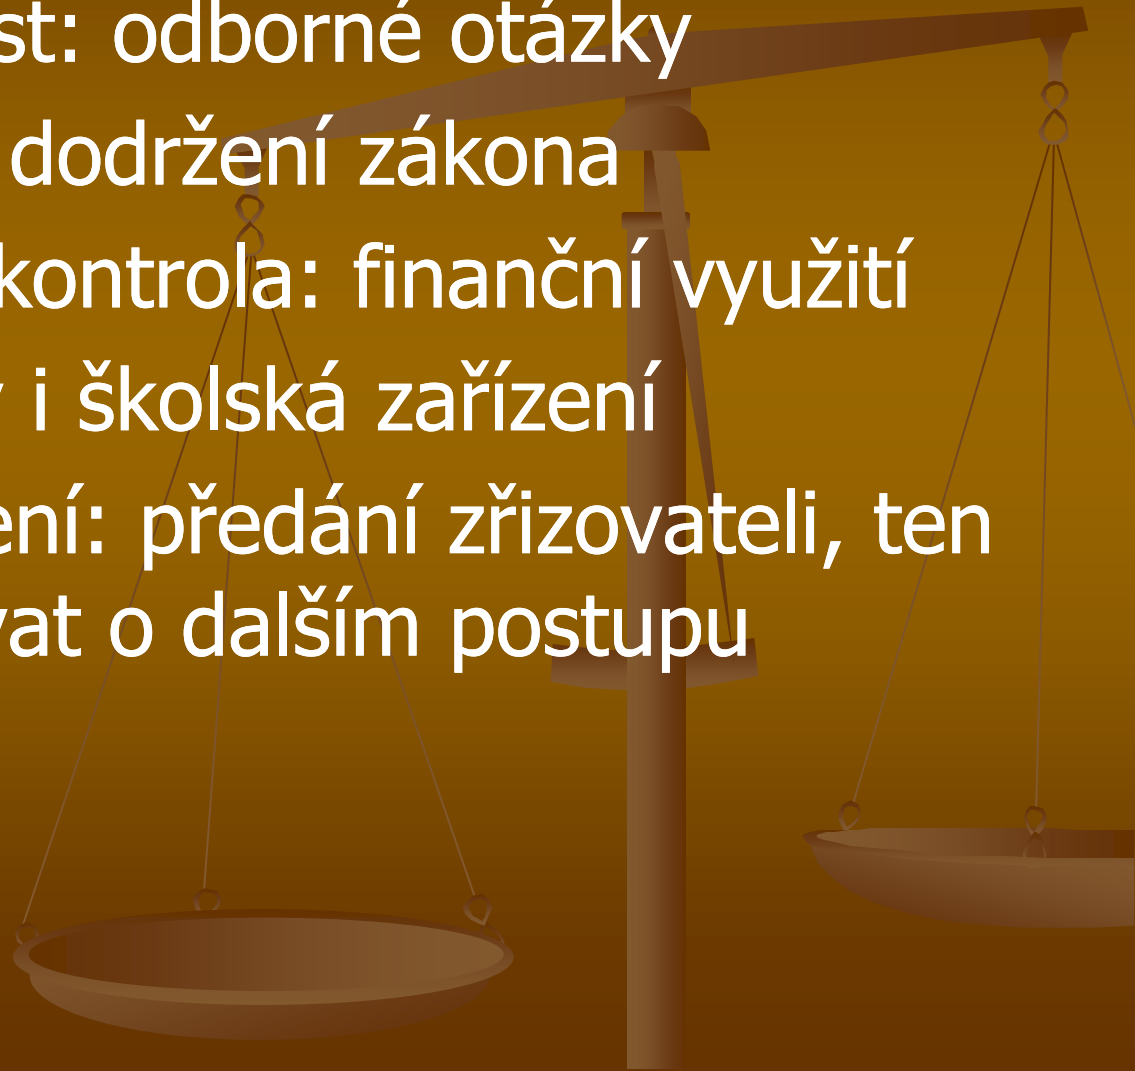 st: odborné otázky
dodržení zákona
kontrola: finanční využití
i školská zařízení
ení: předání zřizovateli, ten
vat o dalším postupu